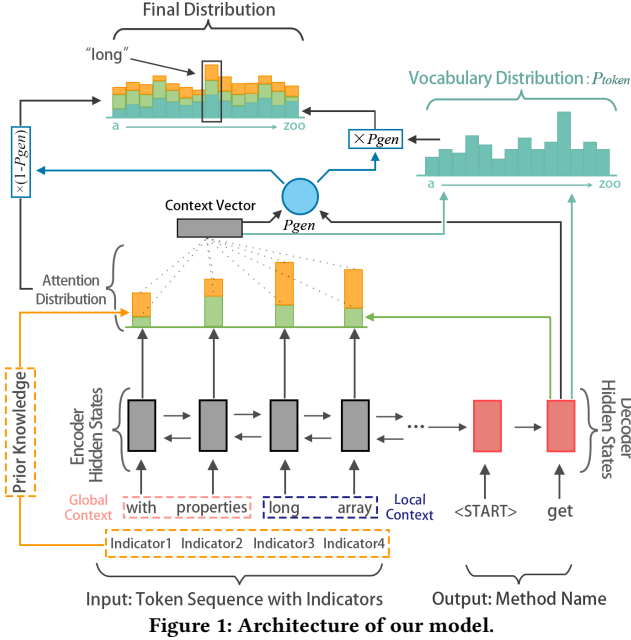 Final Distribution
"long"
Vocabulary Distribution: Ptoken
a
zoo
×(1-Pgen)
×Pgen
a
zoo
Context Vector
Pgen
Attention
Distribution
Prior Knowledge
Encoder
Hidden States
Decoder
Hidden States
Global
Context
with
properties
long
array
Local
Context
<START>
get
Indicator1
Indicator2
Indicator3
Indicator4
Input: Token Sequence with Indicators
Output: Method Name
Figure 1: Architecture of our model.